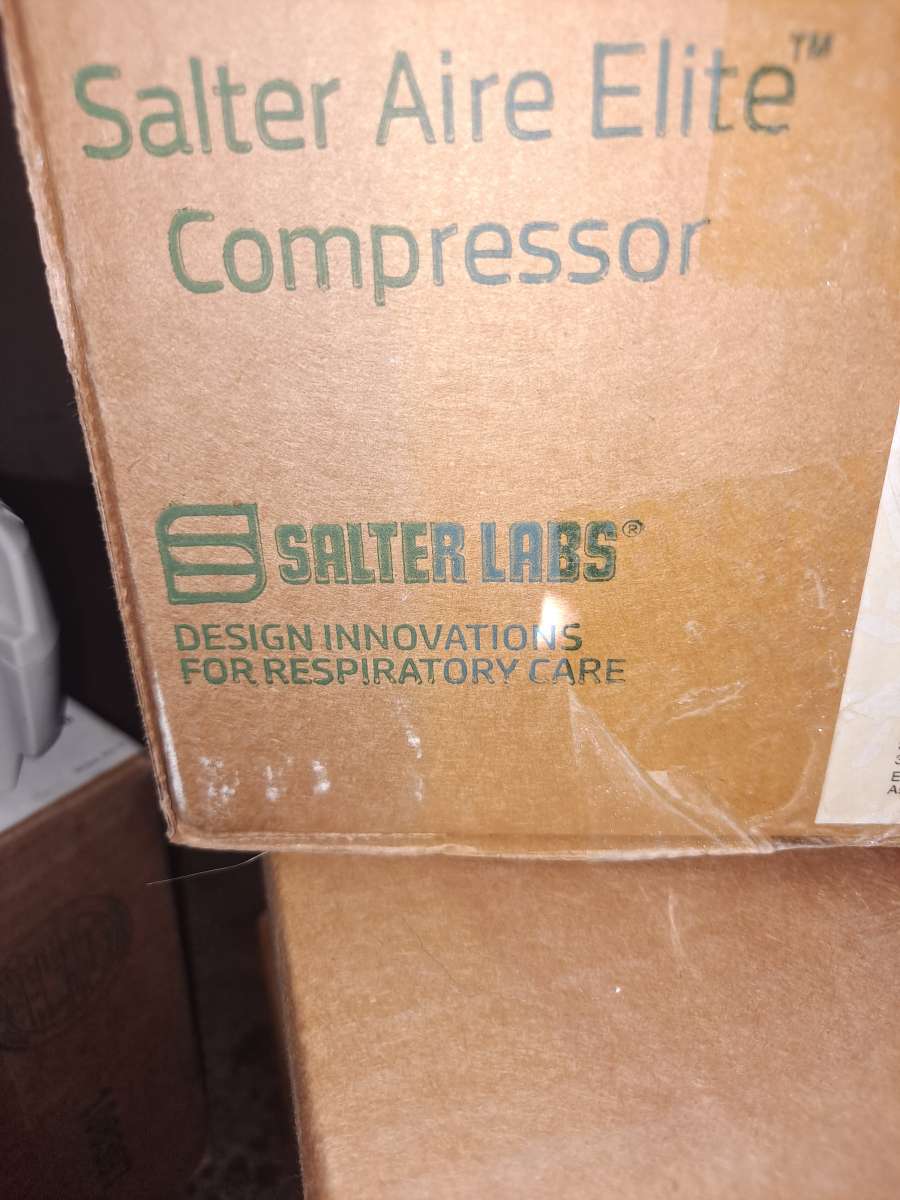 Salter Aire Elite™
Compressor
SALTER LABS®
DESIGN INNOVATIONS
FOR RESPIRATORY CARE